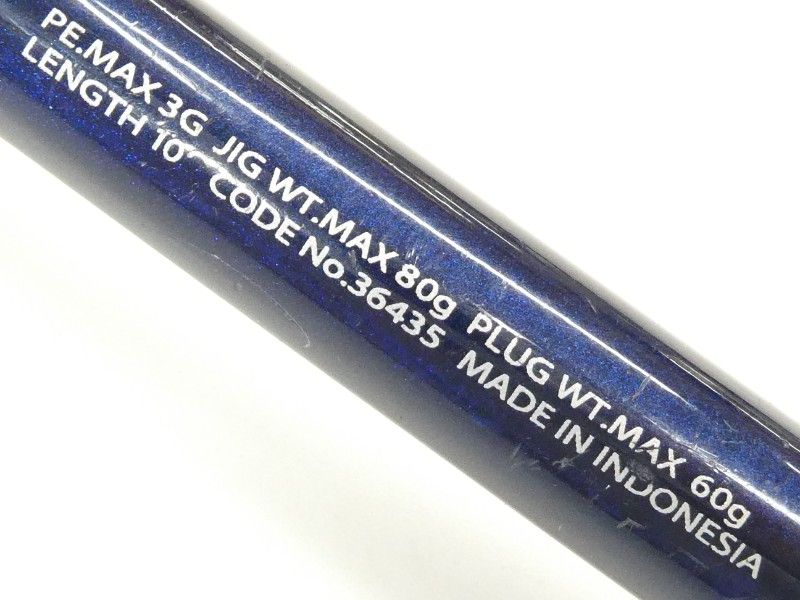 PE.MAX 3G JIG WT.MAX 80g PLUG WT.MAX 60g
LENGTH 10' CODE No.36435 MADE IN INDONESIA